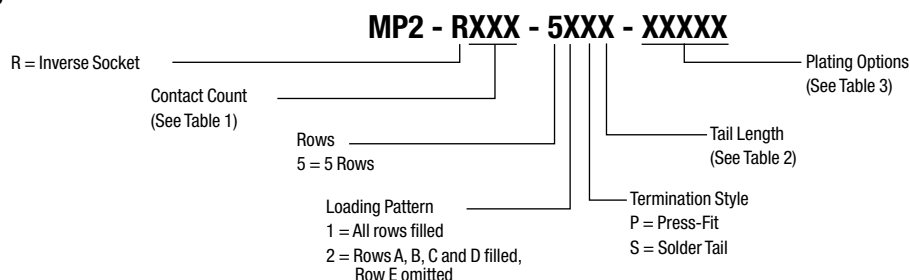 MP2 - RXXX - 5XXX - XXXXX
R = Inverse Socket
Plating Options
(See Table 3)
Contact Count
(See Table 1)
Tail Length
(See Table 2)
Rows
5 = 5 Rows
Termination Style
P = Press-Fit
S = Solder Tail
Loading Pattern
1 = All rows filled
2 = Rows A, B, C and D filled,
Row E omitted